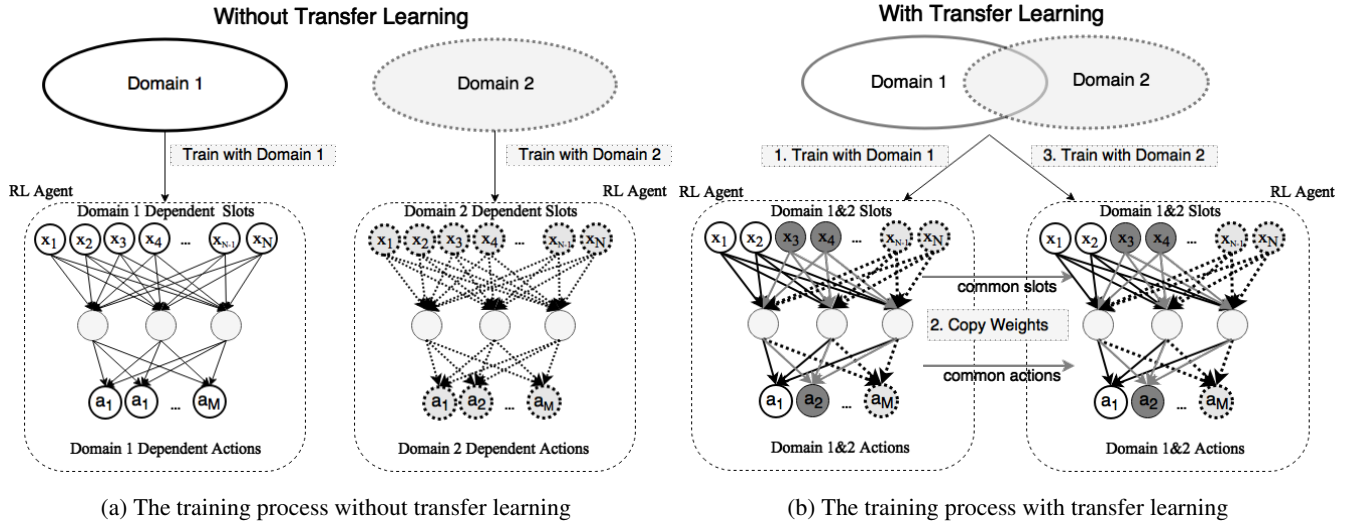 Without Transfer Learning
Domain 1
Domain 2
Train with Domain 1
Train with Domain 2
RL Agent
RL Agent
Domain 1 Dependent Slots
x1 x2 x3 x4 ... xN-1 xN
a1 a1 ... aM
Domain 1 Dependent Actions
Domain 2 Dependent Slots
x1 x2 x3 x4 ... xN-1 xN
a1 a2 ... aM
Domain 2 Dependent Actions
(a) The training process without transfer learning
With Transfer Learning
Domain 1
Domain 2
1. Train with Domain 1
3. Train with Domain 2
RL Agent
RL Agent
Domain 1&2 Slots
x1 x2 x3 x4 ... xN-1 xN
a1 a2 ... aM
Domain 1&2 Actions
common slots
2. Copy Weights
common actions
Domain 1&2 Slots
x1 x2 x3 x4 ... xN-1 xN
a1 a2 ... aM
Domain 1&2 Actions
(b) The training process with transfer learning